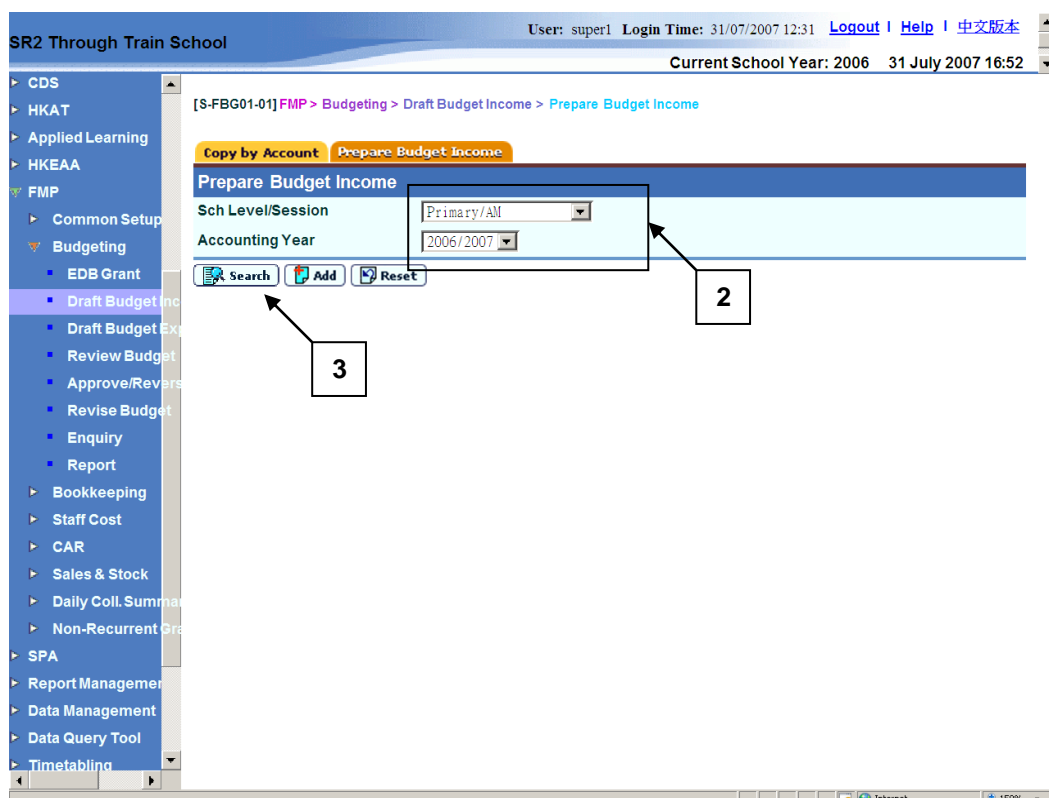 User: super1 Login Time: 31/07/2007 12:31 Logout | Help | 中文版本
SR2 Through Train School
Current School Year: 2006 31 July 2007 16:52
CDS
HKAT
Applied Learning
HKEAA
FMP
Common Setup
Budgeting
EDB Grant
Draft Budget Inc
Draft Budget Exp
Review Budget
Approve/Revers
Revise Budget
Enquiry
Report
Bookkeeping
Staff Cost
CAR
Sales & Stock
Daily Coll. Summar
Non-Recurrent Gra
SPA
Report Managemen
Data Management
Data Query Tool
Timetabling
[S-FBG01-01] FMP > Budgeting > Draft Budget Income > Prepare Budget Income
Copy by Account Prepare Budget Income
Prepare Budget Income
Sch Level/Session Primary/AM
Accounting Year 2006/2007
Search Add Reset
2
3
Internet 150%